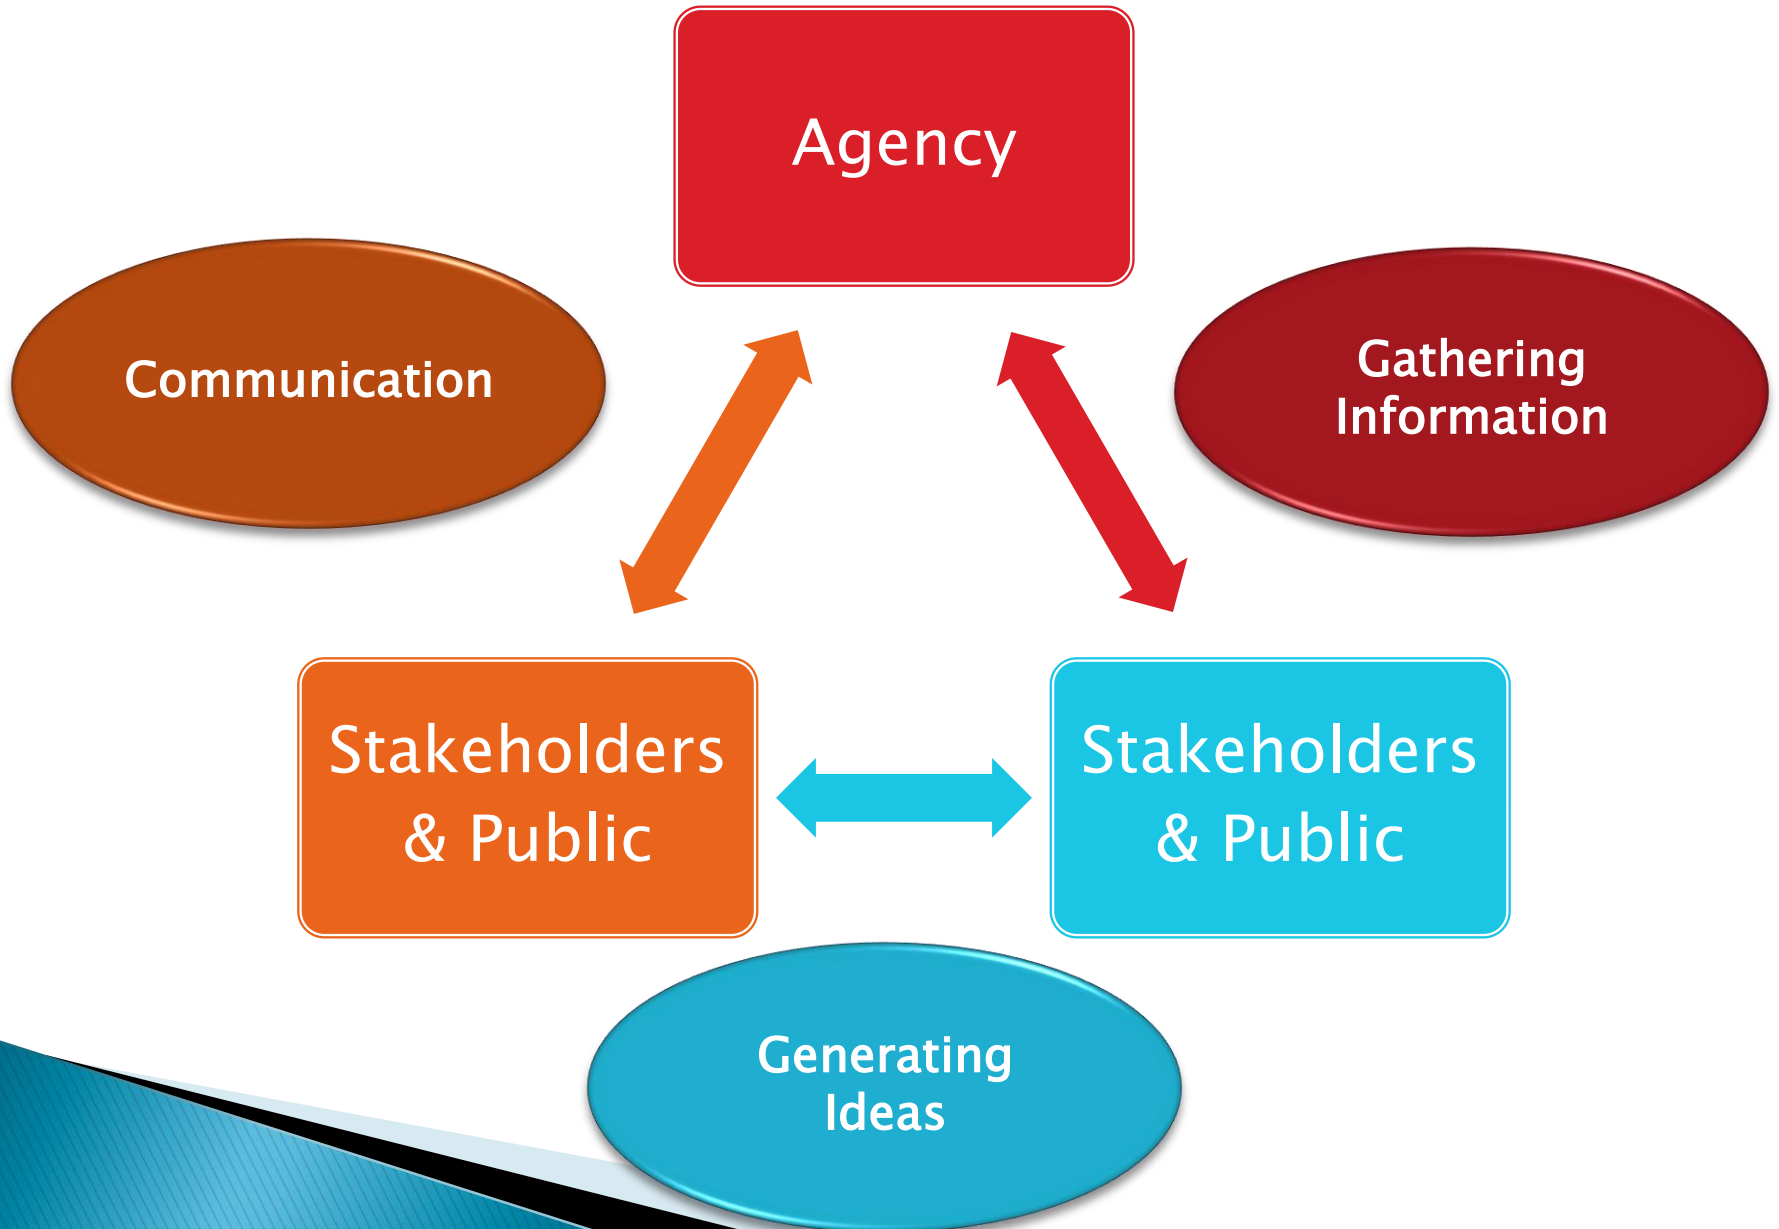 Agency
Communication
Gathering
Information
Stakeholders
& Public
Stakeholders
& Public
Generating
Ideas